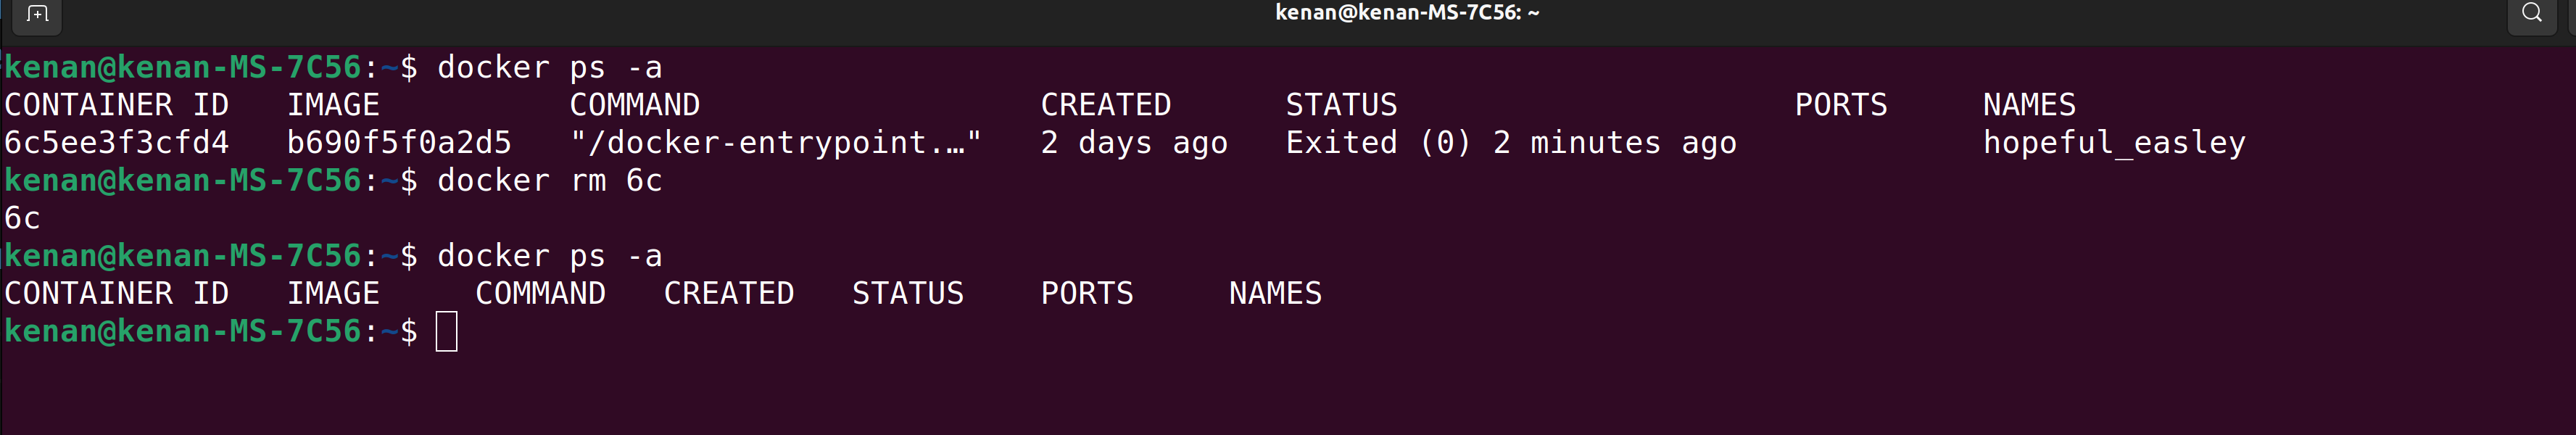 kenan@kenan-MS-7C56: ~
kenan@kenan-MS-7C56:~$ docker ps -a
CONTAINER ID   IMAGE          COMMAND                  CREATED      STATUS                     PORTS     NAMES
6c5ee3f3cfd4   b690f5f0a2d5   "/docker-entrypoint.…"   2 days ago   Exited (0) 2 minutes ago             hopeful_easley
kenan@kenan-MS-7C56:~$ docker rm 6c
6c
kenan@kenan-MS-7C56:~$ docker ps -a
CONTAINER ID   IMAGE     COMMAND   CREATED   STATUS    PORTS     NAMES
kenan@kenan-MS-7C56:~$